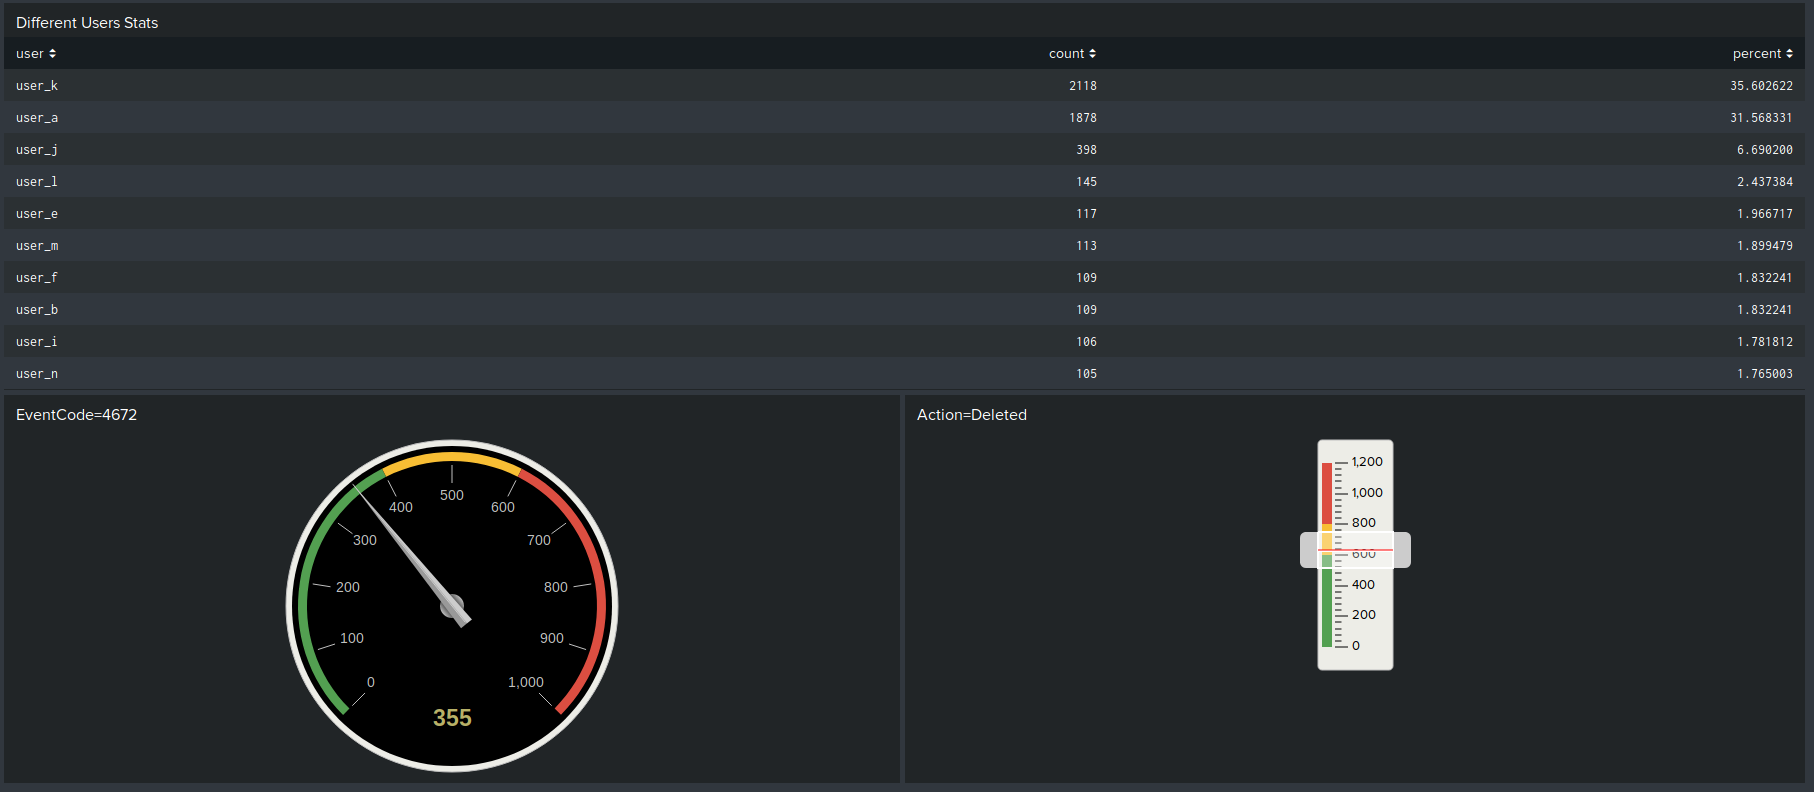 Different Users Stats
user count percent
user_k 2118 35.602622
user_a 1878 31.568331
user_j 398 6.690200
user_l 145 2.437384
user_e 117 1.966717
user_m 113 1.899479
user_f 109 1.832241
user_b 109 1.832241
user_i 106 1.781812
user_n 105 1.765003
EventCode=4672
0
100
200
300
400
500
600
700
800
900
1,000
355
Action=Deleted
1,200
1,000
800
600
400
200
0